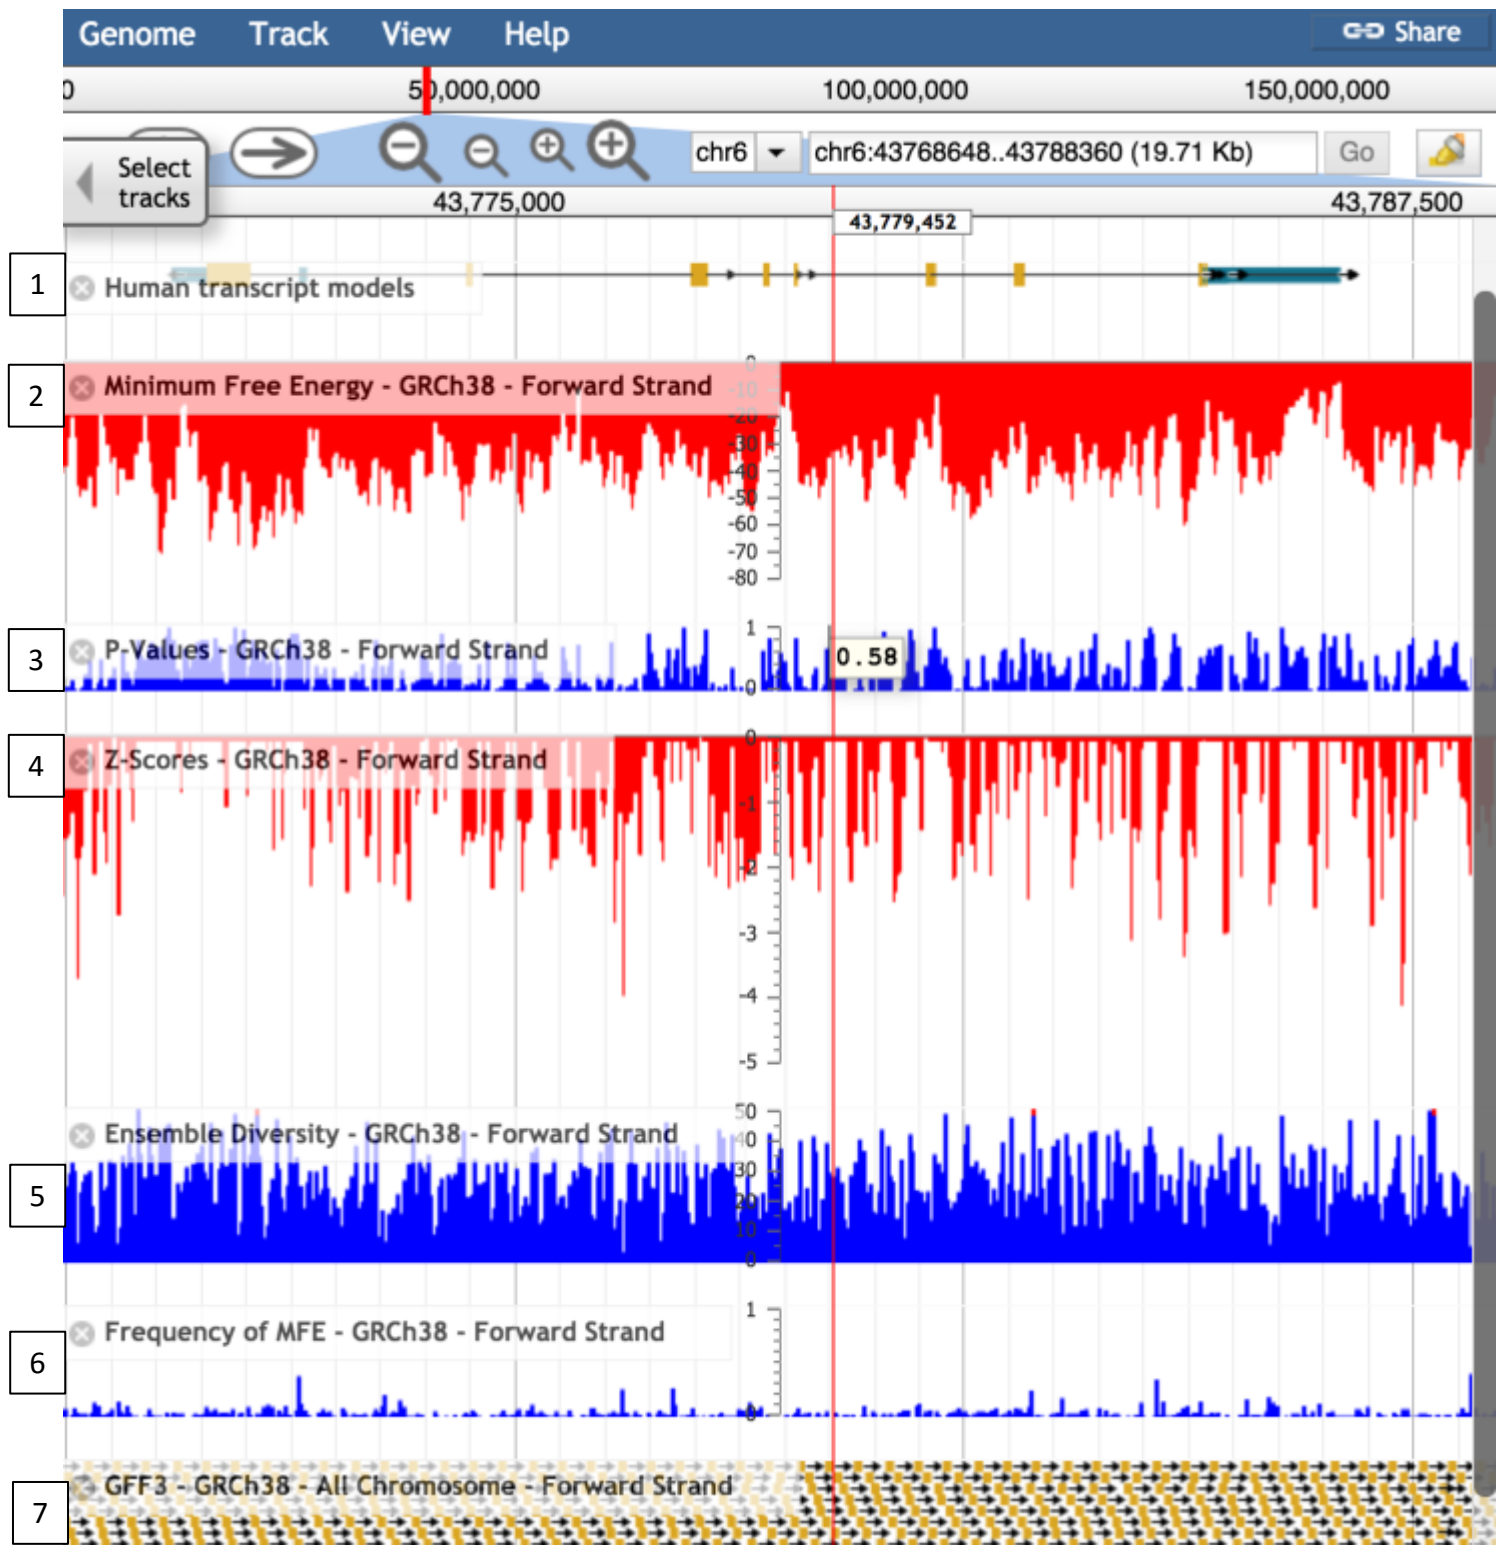 Genome Track View Help Share
0 50,000,000 100,000,000 150,000,000
Select tracks
chr6 chr6:43768648..43788360 (19.71 Kb) Go
43,775,000 43,787,500
43,779,452
1 Human transcript models
2 Minimum Free Energy - GRCh38 - Forward Strand
0
-10
-20
-30
-40
-50
-60
-70
-80
3 P-Values - GRCh38 - Forward Strand
1
0.58
0
4 Z-Scores - GRCh38 - Forward Strand
0
-1
-2
-3
-4
-5
5 Ensemble Diversity - GRCh38 - Forward Strand
50
40
30
20
10
0
6 Frequency of MFE - GRCh38 - Forward Strand
1
0
7 GFF3 - GRCh38 - All Chromosome - Forward Strand